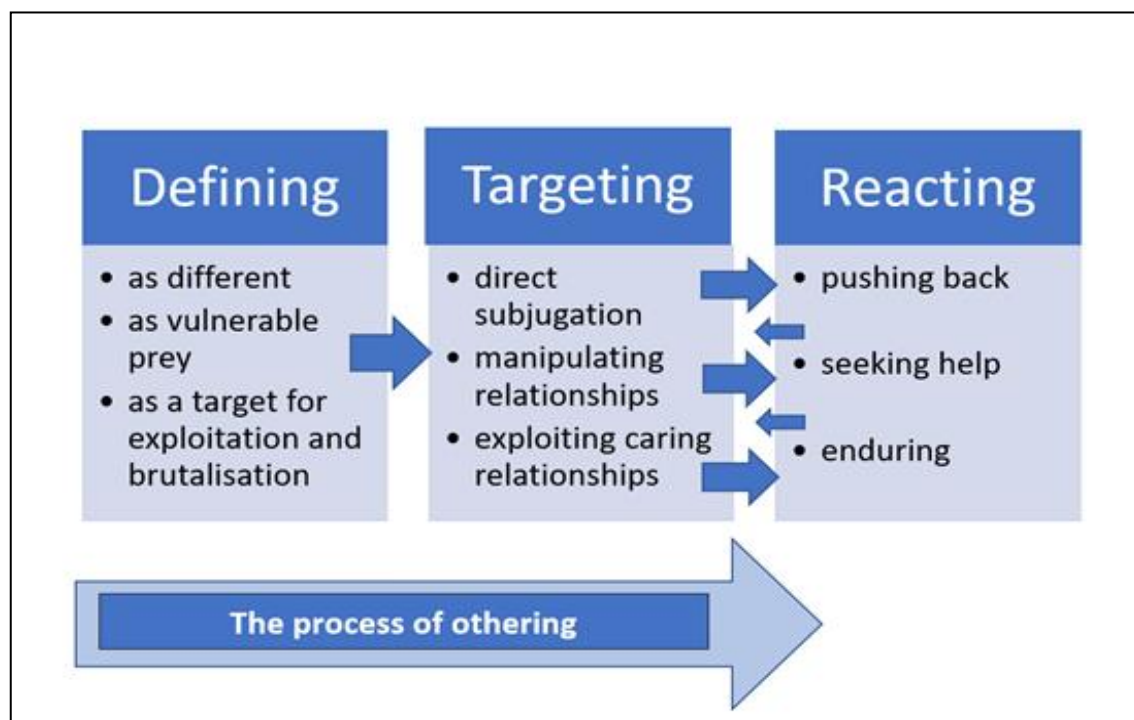 Defining
• as different
• as vulnerable
prey
• as a target for
exploitation and
brutalisation
Targeting
• direct
subjugation
• manipulating
relationships
• exploiting caring
relationships
Reacting
• pushing back
• seeking help
• enduring
The process of othering